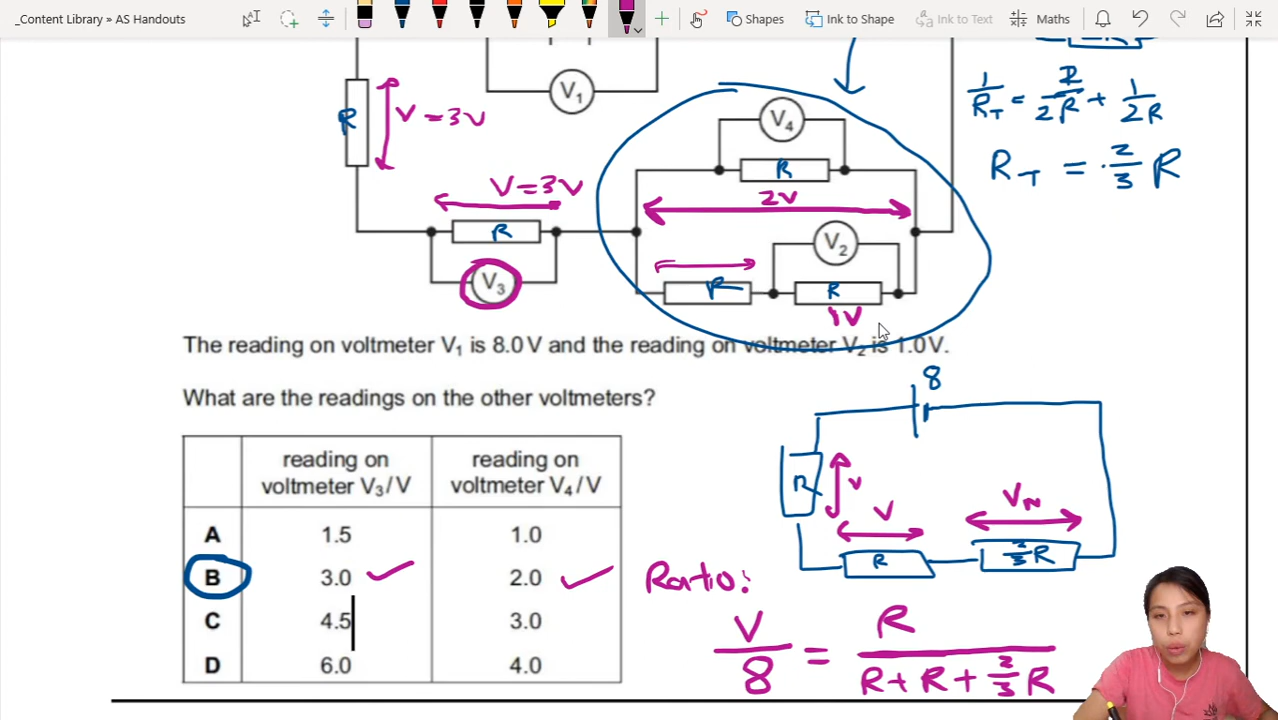 _Content Library » AS Handouts
Shapes
Ink to Shape
Ink to Text
Maths
V1
R
V = 3V
V4
R
2V
1/RT = 2/2R + 1/2R
RT = 2/3 R
V = 3V
R
V3
V2
R
R
1V
The reading on voltmeter V1 is 8.0 V and the reading on voltmeter V2 is 1.0 V.
What are the readings on the other voltmeters?
reading on voltmeter V3/V
reading on voltmeter V4/V
A 1.5 1.0
B 3.0 2.0
C 4.5 3.0
D 6.0 4.0
8
R
V
V
R
2/3 R
Ratio:
V/8 = R/(R + R + 2/3 R)